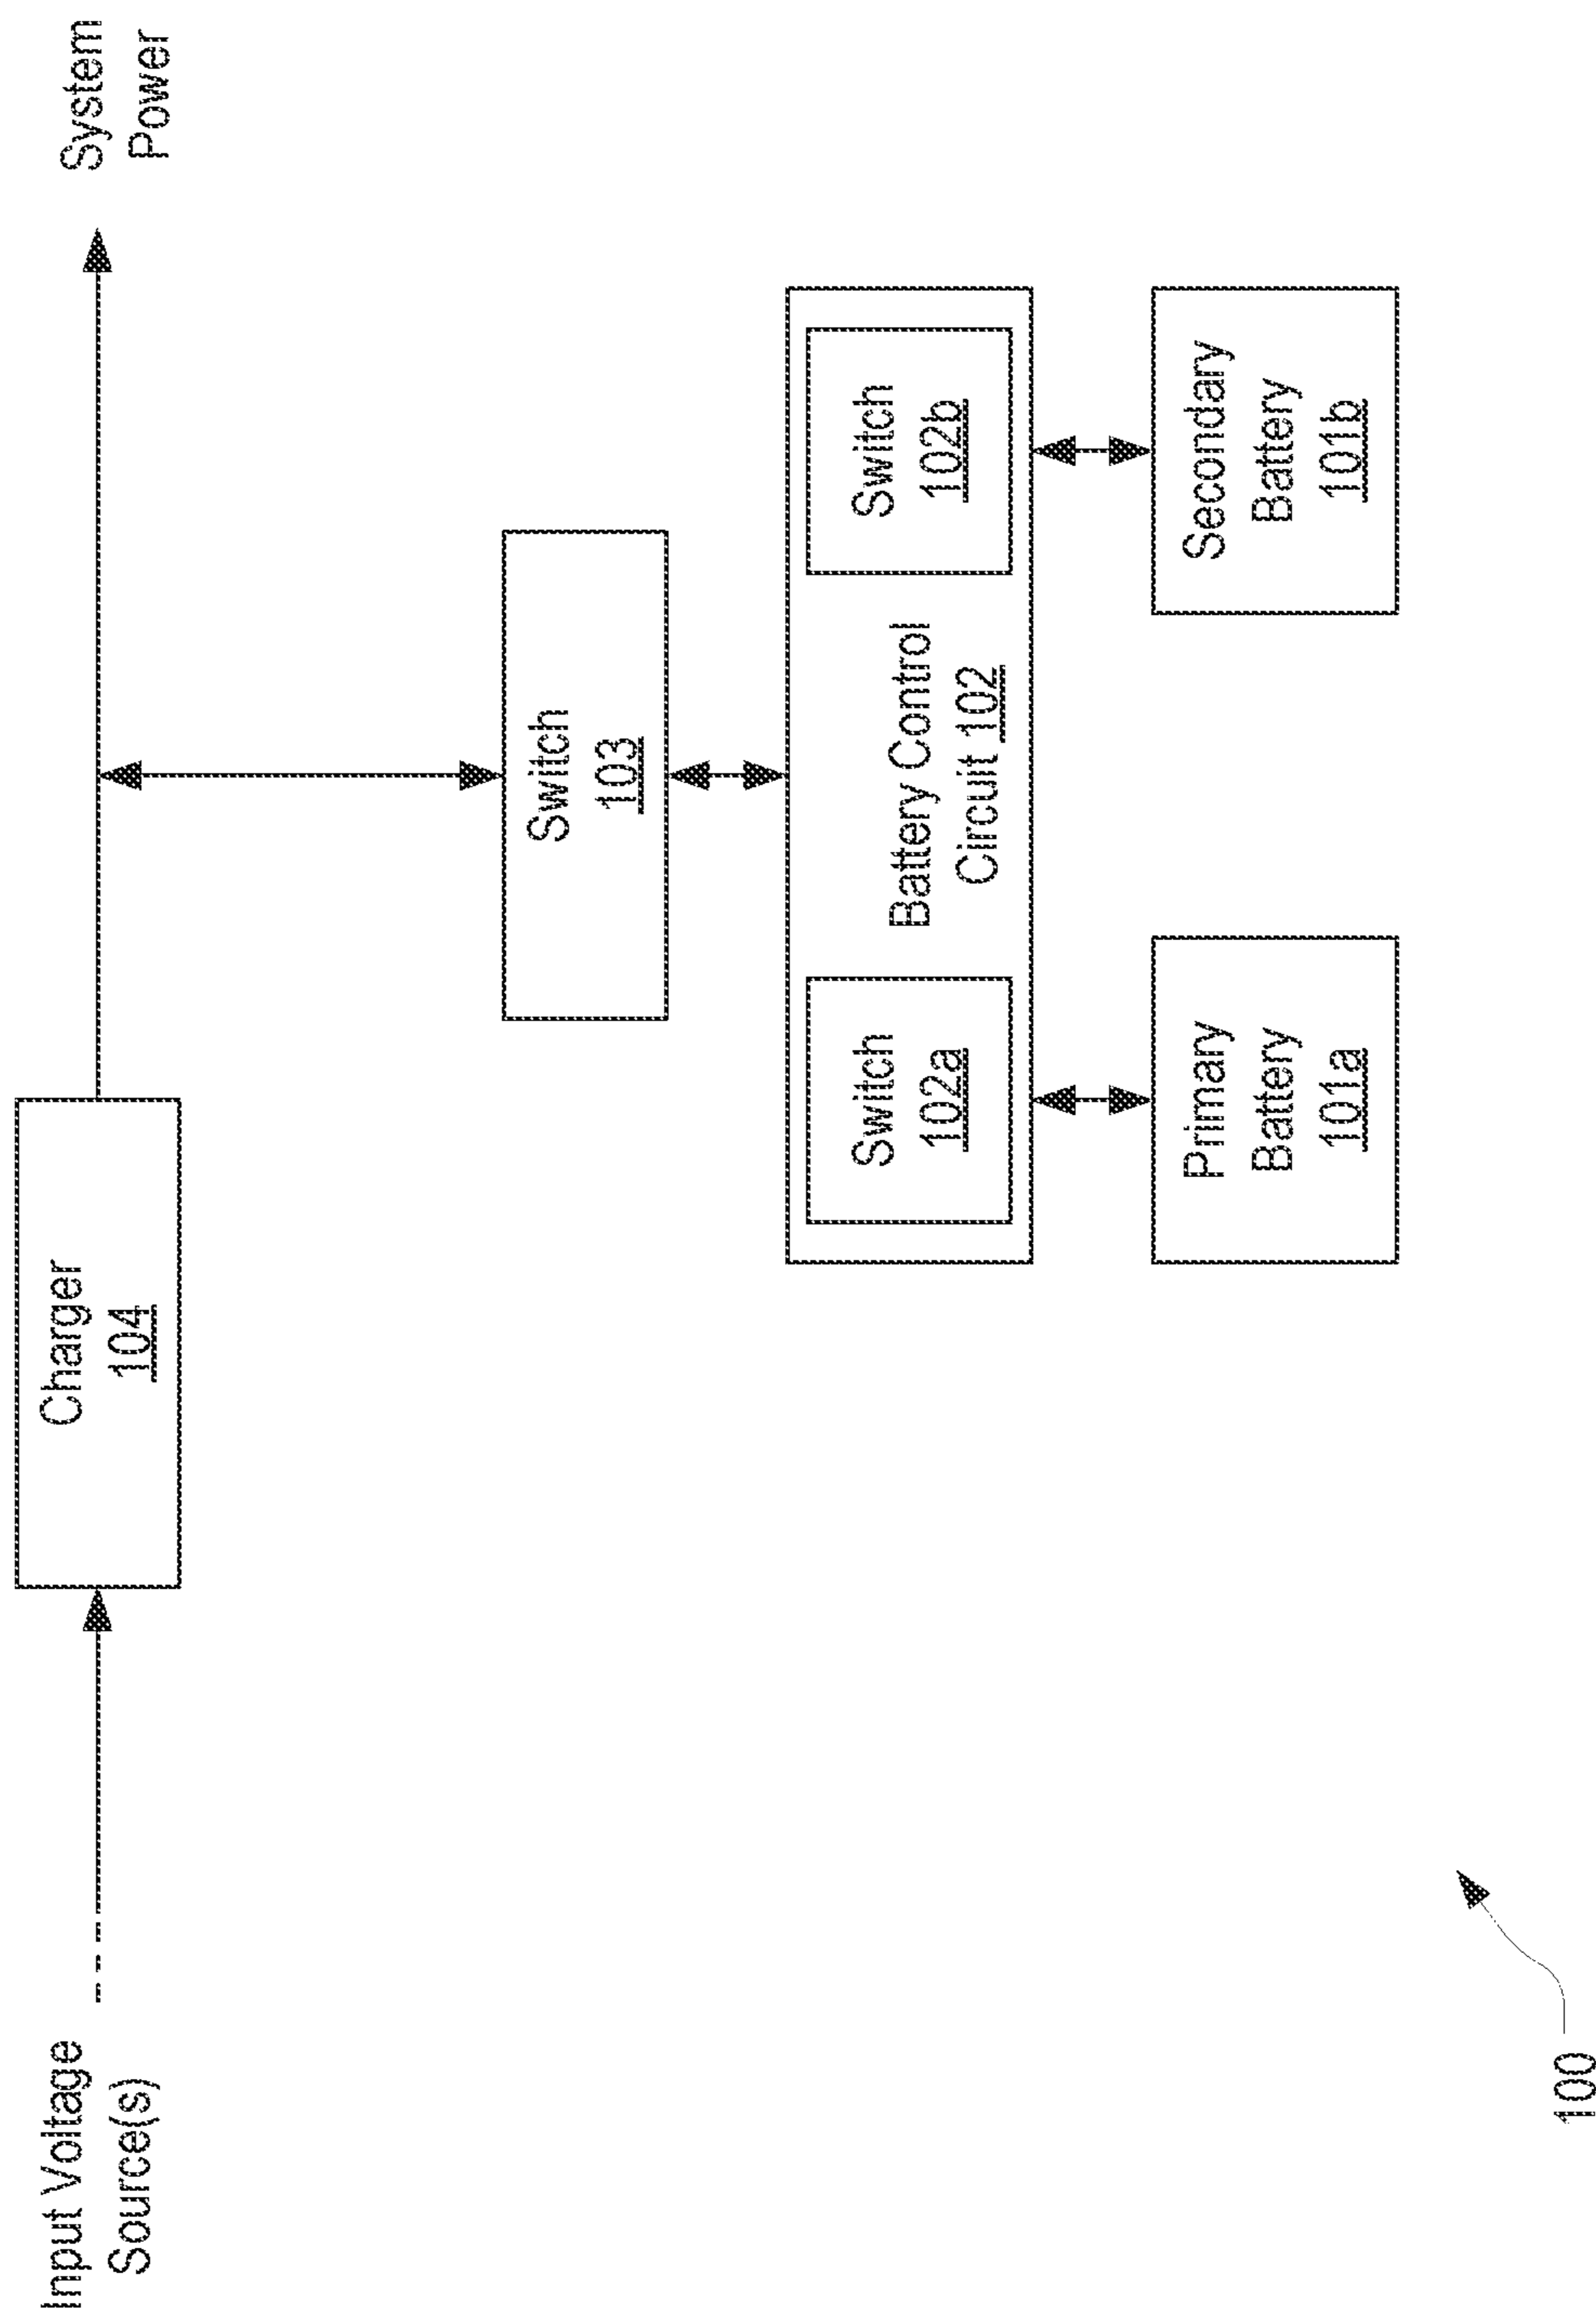 Input Voltage
Source(s)
Charger
104
System
Power
Switch
103
Switch
102a
Battery Control
Circuit 102
Switch
102b
Primary
Battery
101a
Secondary
Battery
101b
100